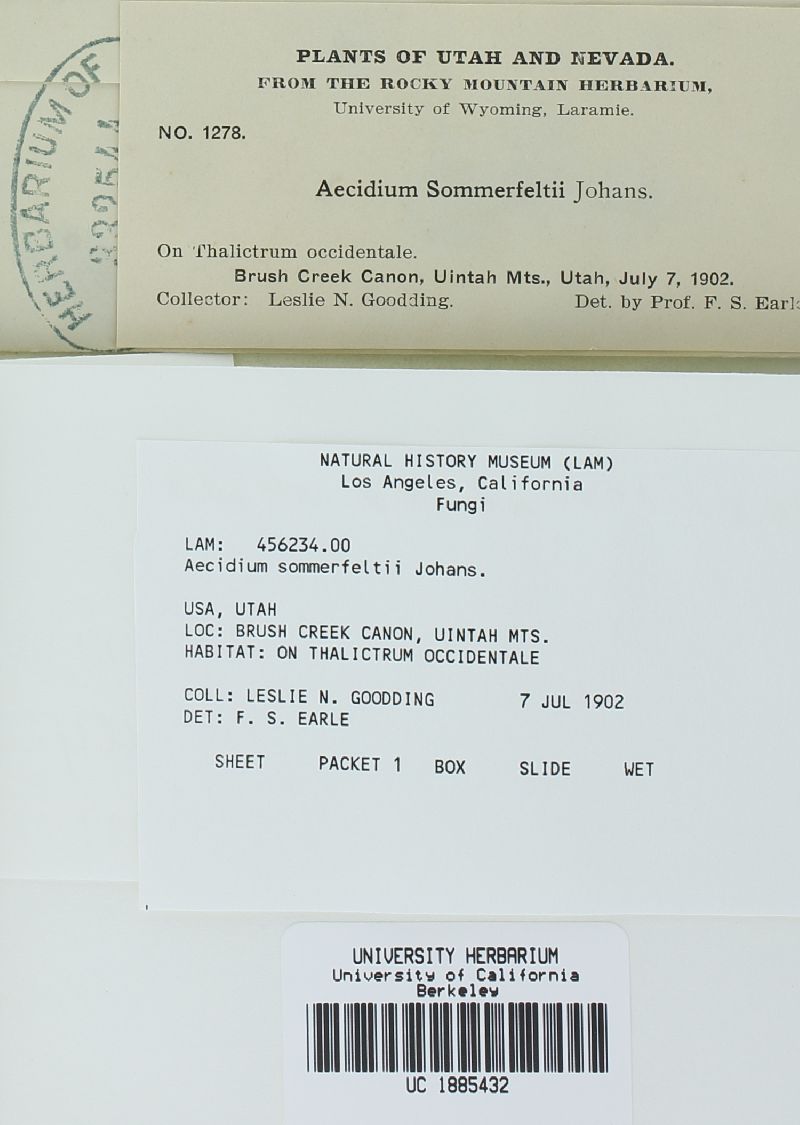 PLANTS OF UTAH AND NEVADA.
FROM THE ROCKY MOUNTAIN HERBARIUM,
University of Wyoming, Laramie.
NO. 1278.
Aecidium Sommerfeltii Johans.
On Thalictrum occidentale.
Brush Creek Canon, Uintah Mts., Utah, July 7, 1902.
Collector: Leslie N. Goodding. Det. by Prof. F. S. Earl
HERBARIUM OF
NATURAL HISTORY MUSEUM (LAM)
Los Angeles, California
Fungi
LAM: 456234.00
Aecidium sommerfeltii Johans.
USA, UTAH
LOC: BRUSH CREEK CANON, UINTAH MTS.
HABITAT: ON THALICTRUM OCCIDENTALE
COLL: LESLIE N. GOODDING 7 JUL 1902
DET: F. S. EARLE
SHEET PACKET 1 BOX SLIDE WET
UNIVERSITY HERBARIUM
University of California
Berkeley
UC 1885432